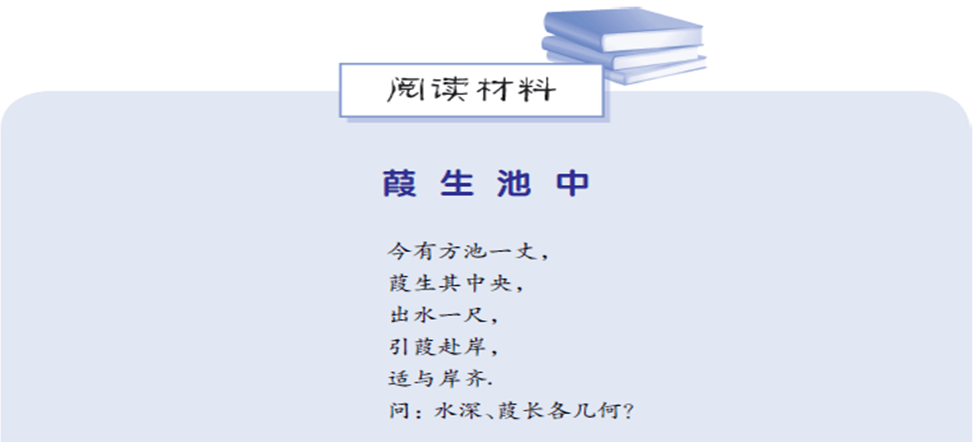 阅读材料
葭生池中
今有方池一丈，
葭生其中央，
出水一尺，
引葭赴岸，
适与岸齐.
问：水深、葭长各几何？